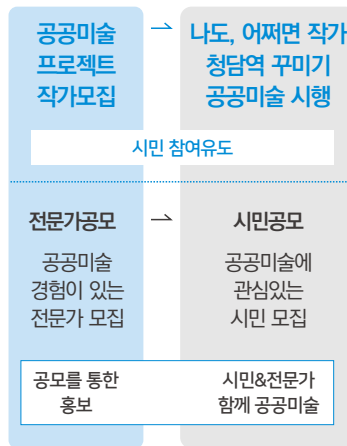 공공미술
프로젝트
작가모집
→
나도, 어쩌면 작가
청담역 꾸미기
공공미술 시행
시민 참여유도
전문가공모
→
시민공모
공공미술
경험이 있는
전문가 모집
공공미술에
관심있는
시민 모집
공모를 통한
홍보
시민&전문가
함께 공공미술